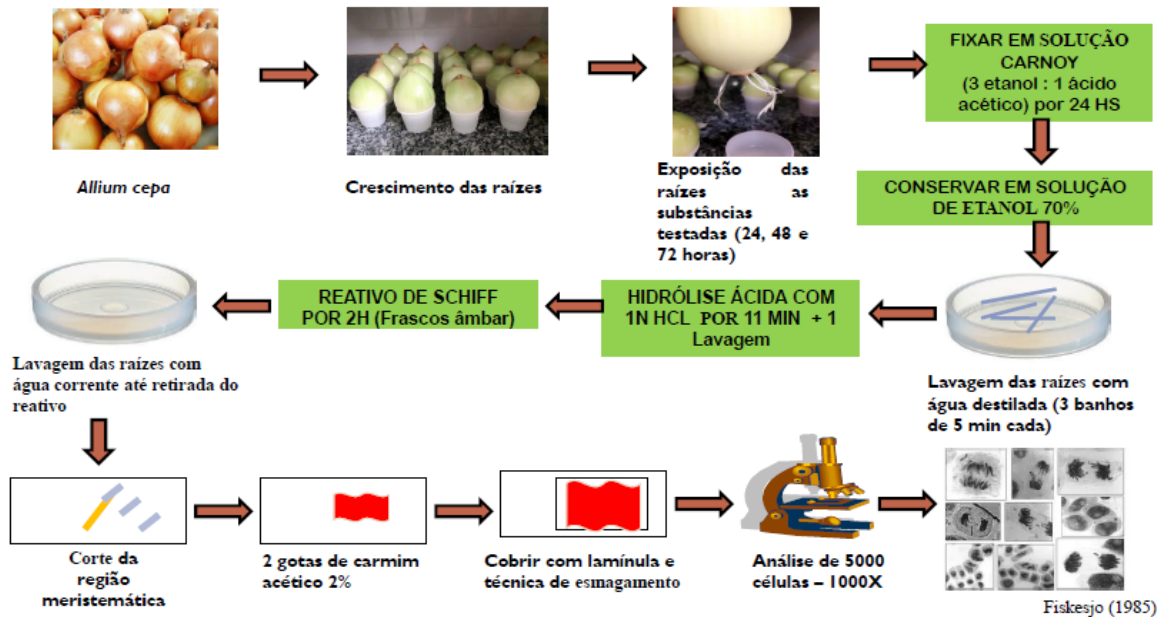 Allium cepa
Crescimento das raízes
Exposição das
raízes as
substâncias
testadas (24, 48 e
72 horas)
FIXAR EM SOLUÇÃO
CARNOY
(3 etanol : 1 ácido
acético) por 24 HS
CONSERVAR EM SOLUÇÃO
DE ETANOL 70%
Lavagem das raízes com
água destilada (3 banhos
de 5 min cada)
HIDRÓLISE ÁCIDA COM
1N HCL POR 11 MIN + 1
Lavagem
REATIVO DE SCHIFF
POR 2H (Frascos âmbar)
Lavagem das raízes com
água corrente até retirada do
reativo
Corte da
região
meristemática
2 gotas de carmim
acético 2%
Cobrir com lamínula e
técnica de esmagamento
Análise de 5000
células – 1000X
Fiskesjo (1985)